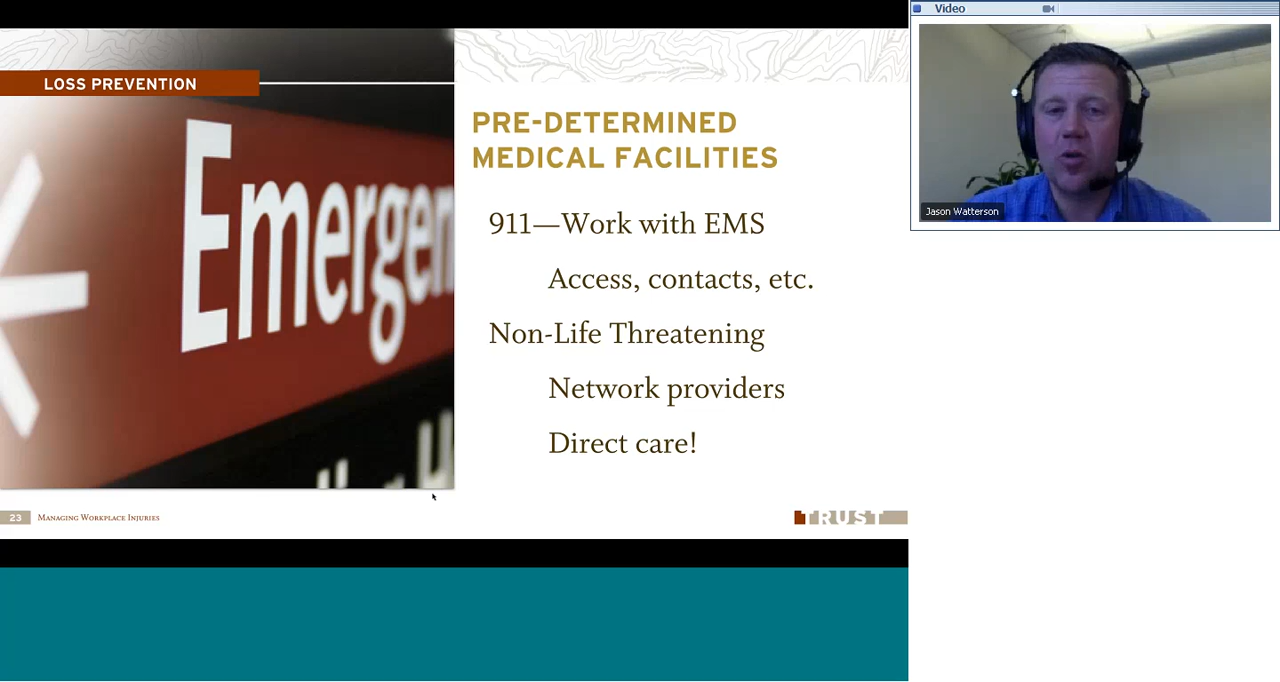 Video
LOSS PREVENTION
Emergen
PRE-DETERMINED
MEDICAL FACILITIES
911—Work with EMS
Access, contacts, etc.
Non-Life Threatening
Network providers
Direct care!
Jason Watterson
23
Managing Workplace Injuries
TRUST